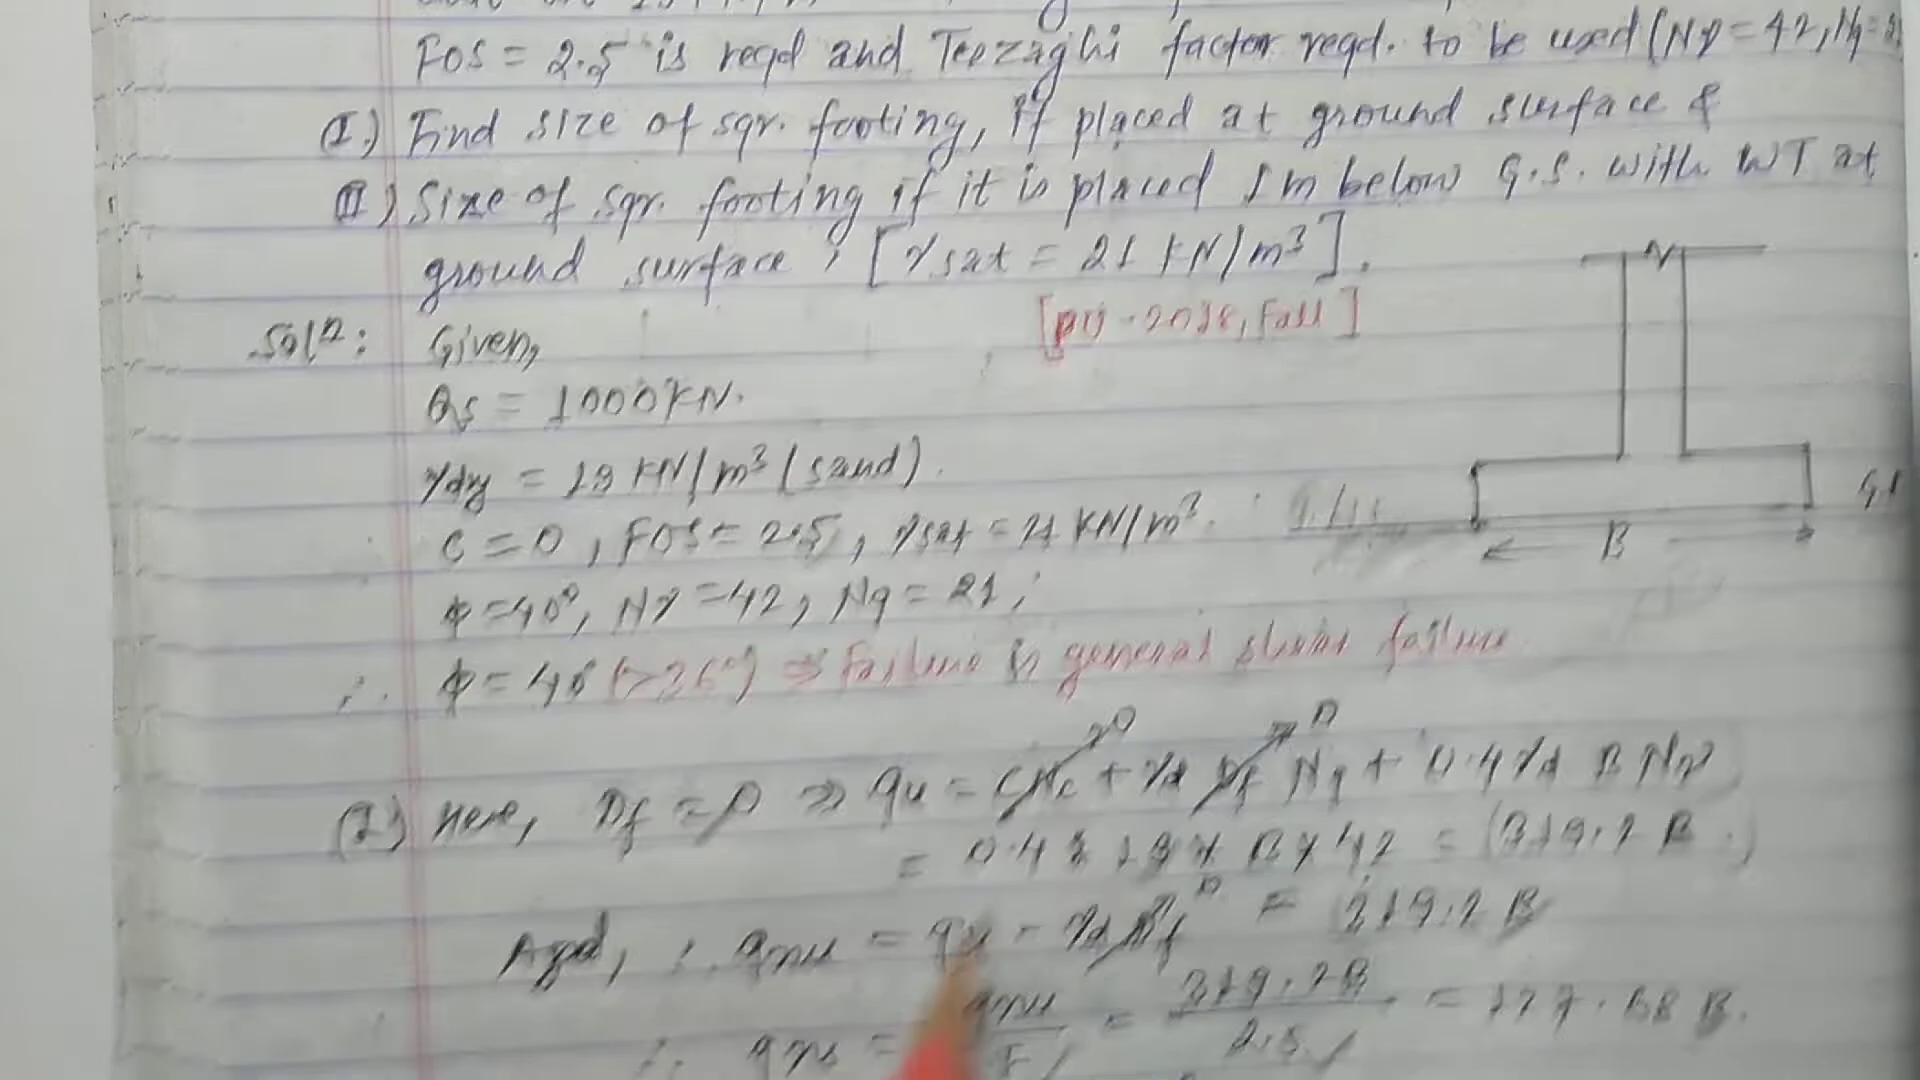 FOS = 2.5 is reqd and Terzaghi factor reqd. to be used (Nγ = 42, Nq = 2
(I.) Find size of sqr. footing, if placed at ground surface &
(II) Size of sqr. footing if it is placed 1m below G.S. with WT at
ground surface, [γsat = 21 KN/m³].
[PU - 2018, Fall]
Solⁿ: Given,
Qs = 1000 KN.
γdry = 19 KN/m³ (sand).
C = 0, FOS = 2.5, γsat = 21 KN/m³.
B
φ = 40°, Nγ = 42, Nq = 21;
∴ φ = 40 (>36°) ⇒ Failure is general shear failure
(I) Here, Df = 0 ⇒ qu = CNc + γd Df Nq + 0.4 γd B Nγ
= 0.4 × 19 × B × 42 = (319.2 B.)
= qu - γd Df = 319.2 B
∴ qns = qnu/F = 319.2B/2.5 = 127.68 B.